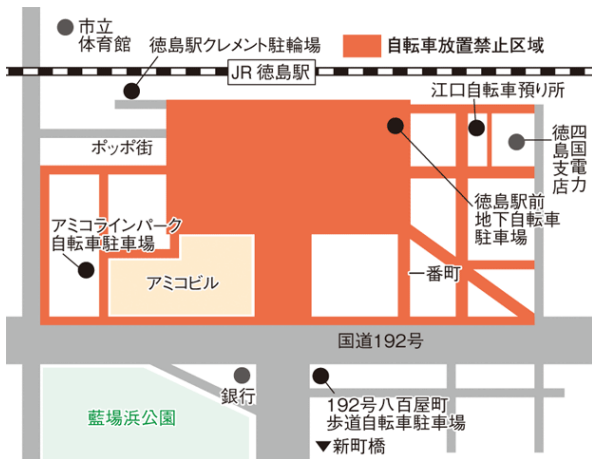 市立
体育館
徳島駅クレメント駐輪場
自転車放置禁止区域
JR 徳島駅
江口自転車預り所
ポッポ街
四国電力
徳島支店
徳島駅前
地下自転車
駐車場
アミコラインパーク
自転車駐車場
アミコビル
一番町
国道192号
銀行
192号八百屋町
歩道自転車駐車場
藍場浜公園
▼新町橋